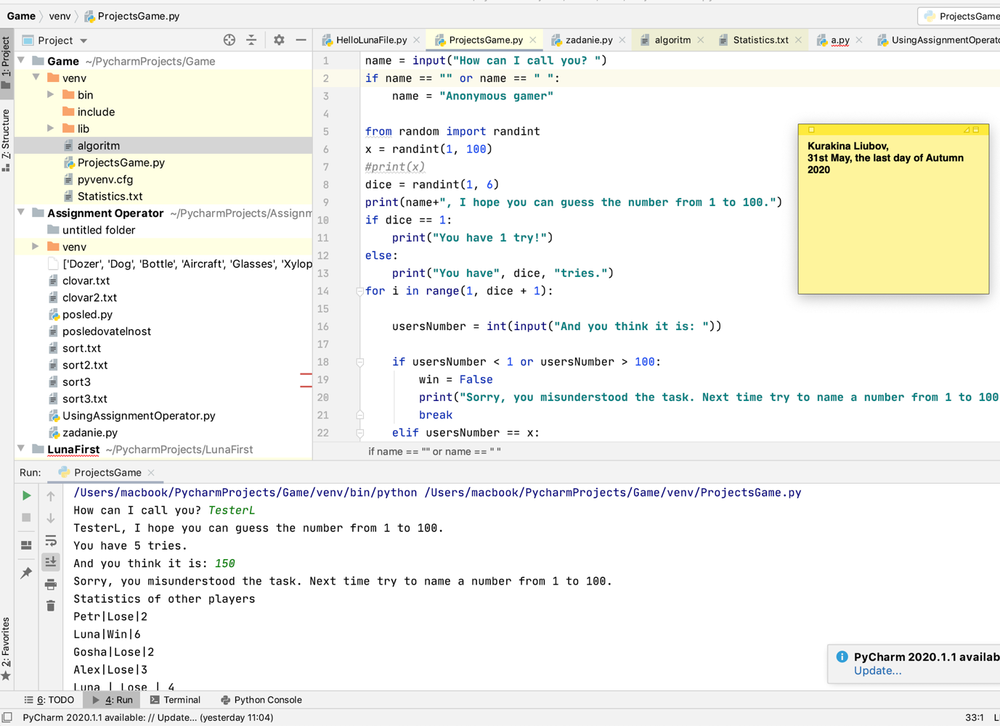 Game venv ProjectsGame.py
ProjectsGame
Project
HelloLunaFile.py ProjectsGame.py zadanie.py algoritm Statistics.txt a.py UsingAssignmentOperato
1: Project
Z: Structure
2: Favorites
Game ~/PycharmProjects/Game
venv
bin
include
lib
algoritm
ProjectsGame.py
pyvenv.cfg
Statistics.txt
Assignment Operator ~/PycharmProjects/Assignm
untitled folder
venv
['Dozer', 'Dog', 'Bottle', 'Aircraft', 'Glasses', 'Xylop
clovar.txt
clovar2.txt
posled.py
posledovatelnost
sort.txt
sort2.txt
sort3
sort3.txt
UsingAssignmentOperator.py
zadanie.py
LunaFirst ~/PycharmProjects/LunaFirst
1 name = input("How can I call you? ")
2 if name == "" or name == " ":
3 name = "Anonymous gamer"
4
5 from random import randint
6 x = randint(1, 100)
7 #print(x)
8 dice = randint(1, 6)
9 print(name+", I hope you can guess the number from 1 to 100.")
10 if dice == 1:
11 print("You have 1 try!")
12 else:
13 print("You have", dice, "tries.")
14 for i in range(1, dice + 1):
15
16 usersNumber = int(input("And you think it is: "))
17
18 if usersNumber < 1 or usersNumber > 100:
19 win = False
20 print("Sorry, you misunderstood the task. Next time try to name a number from 1 to 100
21 break
22 elif usersNumber == x:
if name == "" or name == " "
Kurakina Liubov,
31st May, the last day of Autumn
2020
Run: ProjectsGame
/Users/macbook/PycharmProjects/Game/venv/bin/python /Users/macbook/PycharmProjects/Game/venv/ProjectsGame.py
How can I call you? TesterL
TesterL, I hope you can guess the number from 1 to 100.
You have 5 tries.
And you think it is: 150
Sorry, you misunderstood the task. Next time try to name a number from 1 to 100.
Statistics of other players
Petr|Lose|2
Luna|Win|6
Gosha|Lose|2
Alex|Lose|3
Luna | Lose | 4
PyCharm 2020.1.1 availab
Update...
6: TODO 4: Run Terminal Python Console
PyCharm 2020.1.1 available: // Update... (yesterday 11:04)
33:1